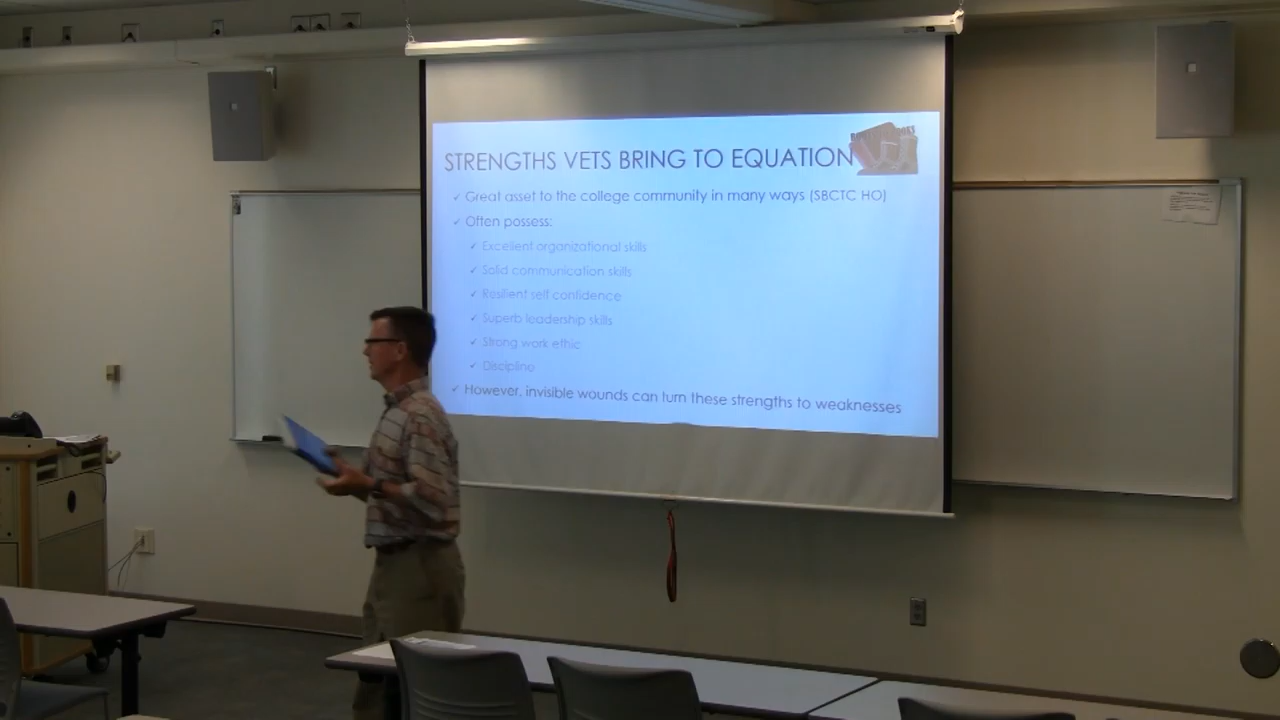 STRENGTHS VETS BRING TO EQUATION
✓ Great asset to the college community in many ways (SBCTC HO)
✓ Often possess:
✓ Excellent organizational skills
✓ Solid communication skills
✓ Resilient self confidence
✓ Superb leadership skills
✓ Strong work ethic
✓ Discipline
✓ However, invisible wounds can turn these strengths to weaknesses